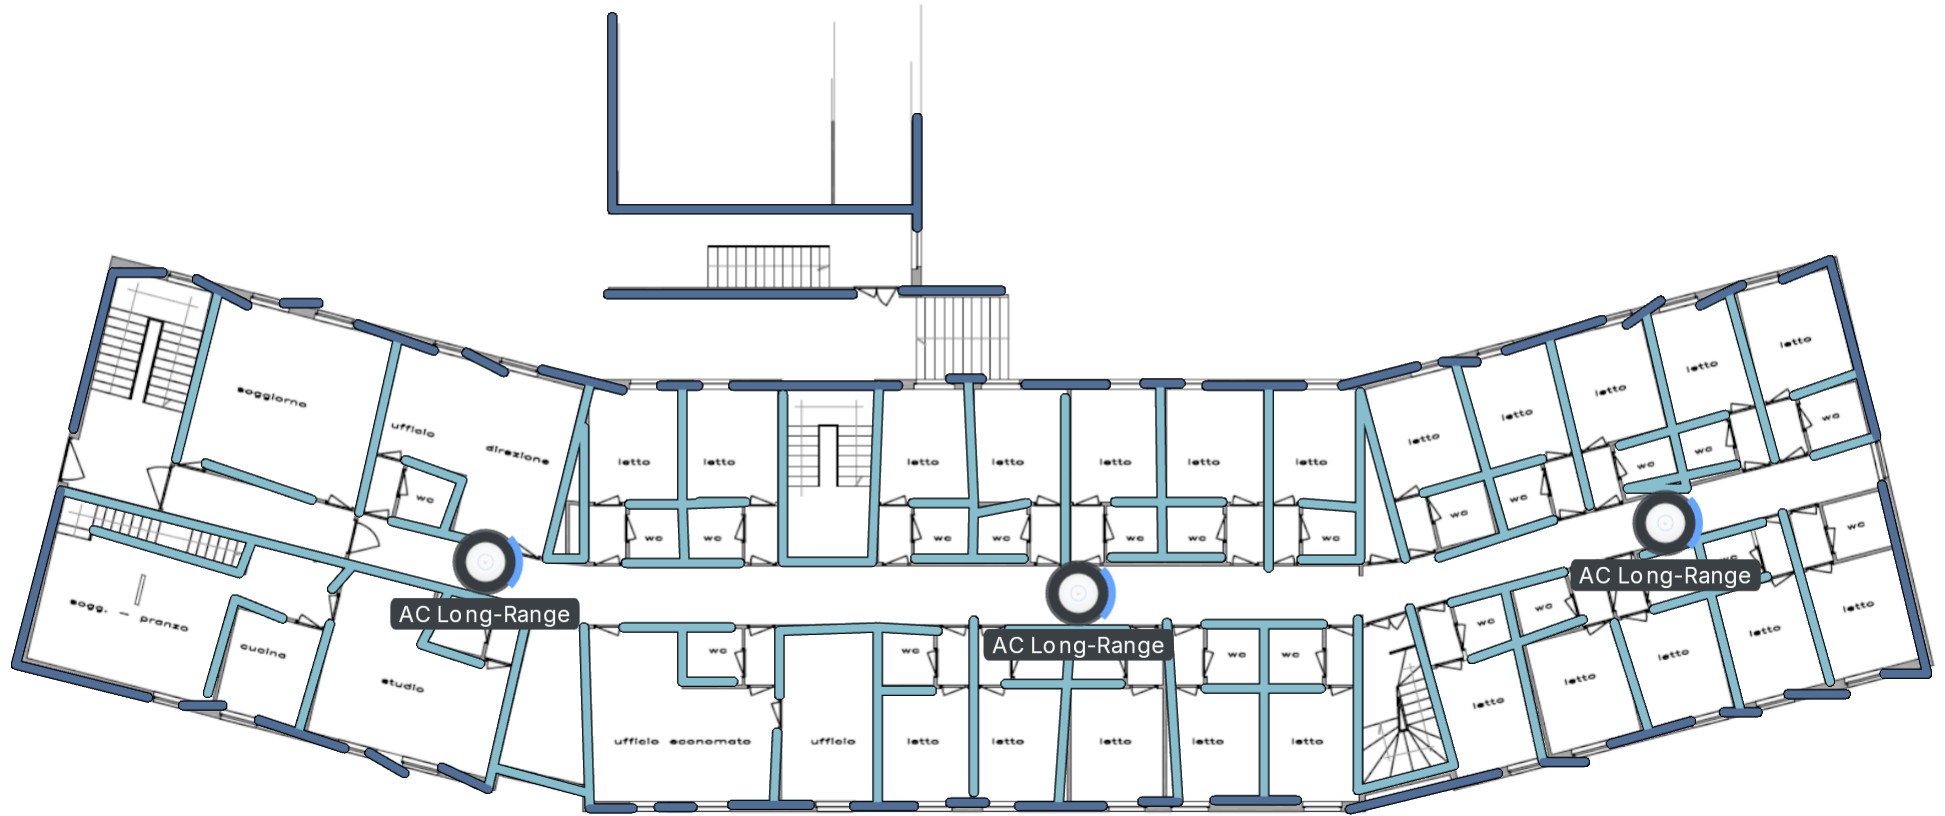 letto
letto
letto
letto
letto
soggiorno
ufficio
direzione
letto
letto
letto
letto
letto
letto
letto
wc
wc
wc
wc
wc
wc
wc
wc
wc
wc
wc
wc
wc
wc
AC Long-Range
AC Long-Range
AC Long-Range
wc
wc
wc
wc
sogg. — pranzo
cucina
studio
wc
wc
wc
wc
letto
letto
letto
letto
letto
ufficio economato
ufficio
letto
letto
letto
letto
letto